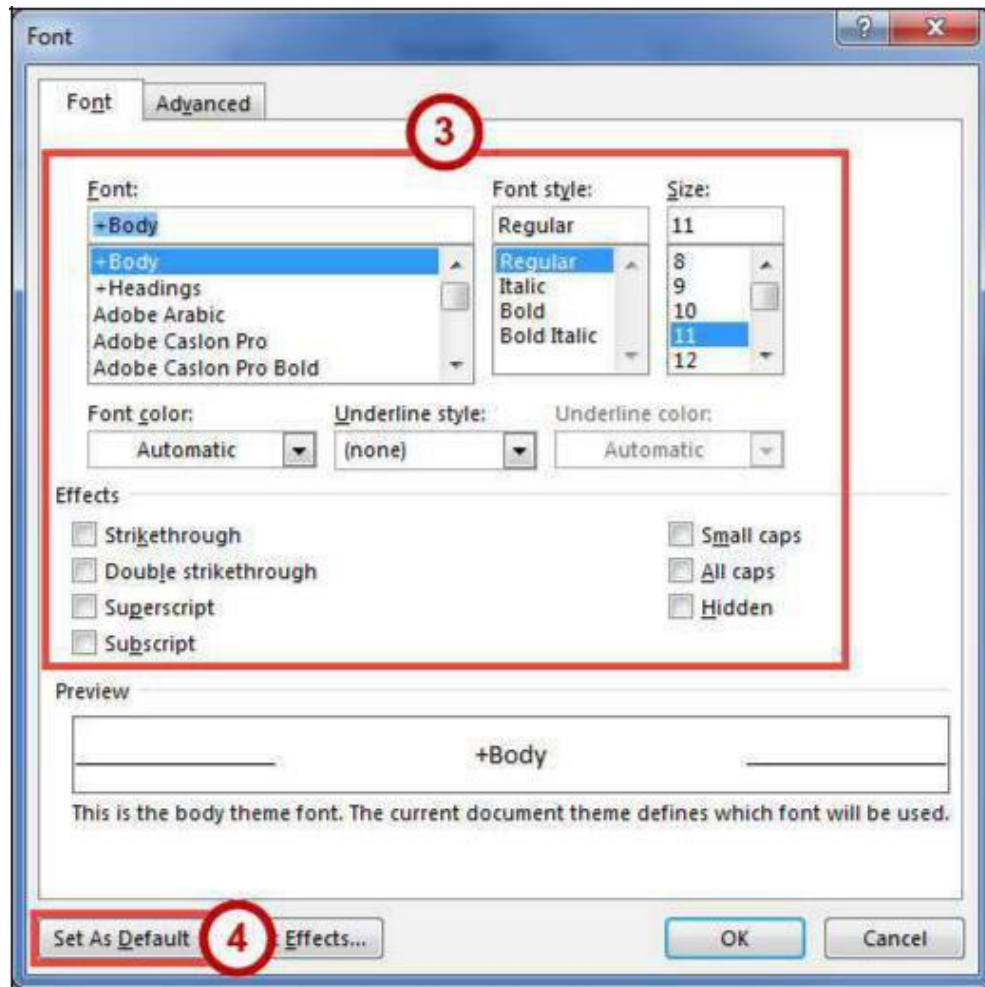 Font
Font Advanced
3
Font: Font style: Size:
+Body Regular 11
+Body Regular 8
+Headings Italic 9
Adobe Arabic Bold 10
Adobe Caslon Pro Bold Italic 11
Adobe Caslon Pro Bold 12
Font color: Underline style: Underline color:
Automatic (none) Automatic
Effects
Strikethrough Small caps
Double strikethrough All caps
Superscript Hidden
Subscript
Preview
+Body
This is the body theme font. The current document theme defines which font will be used.
Set As Default 4 Effects... OK Cancel